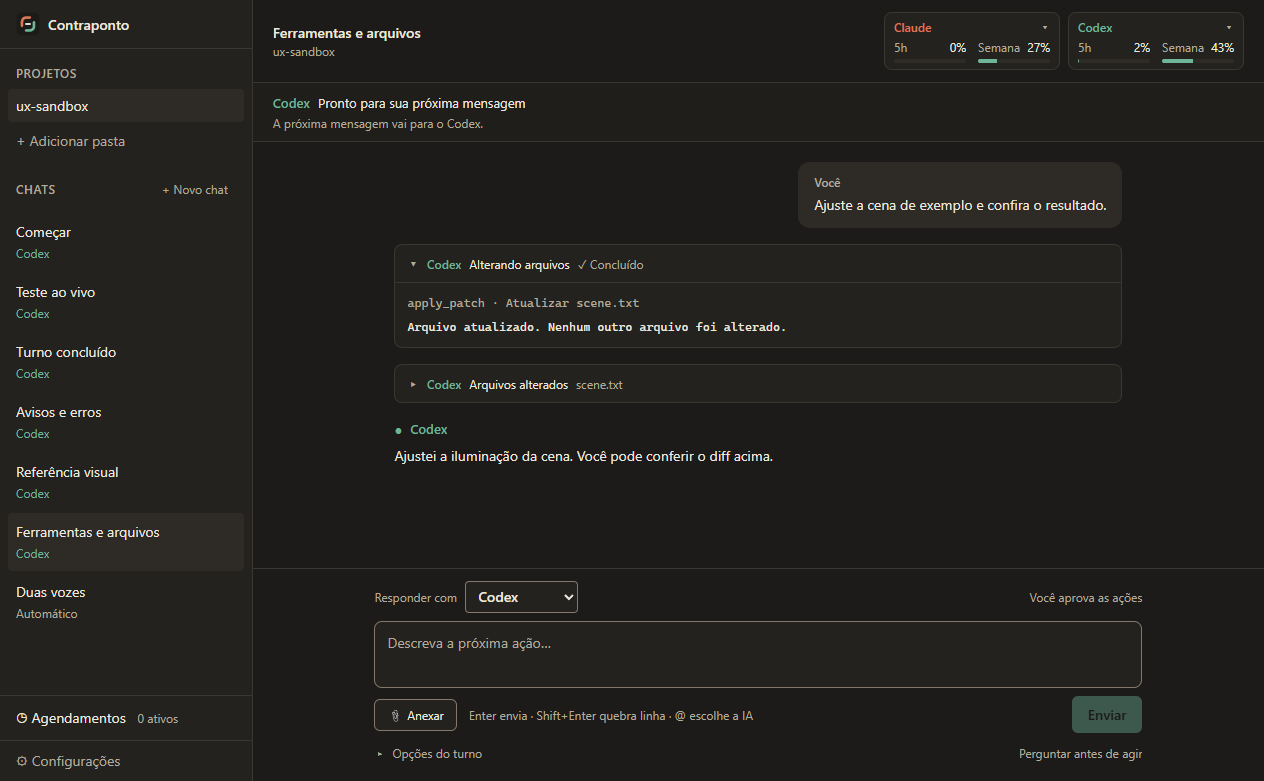 Contraponto
PROJETOS
ux-sandbox
+ Adicionar pasta
CHATS
+ Novo chat
Começar
Codex
Teste ao vivo
Codex
Turno concluído
Codex
Avisos e erros
Codex
Referência visual
Codex
Ferramentas e arquivos
Codex
Duas vozes
Automático
Agendamentos 0 ativos
Configurações
Ferramentas e arquivos
ux-sandbox
Claude
5h 0% Semana 27%
Codex
5h 2% Semana 43%
Codex Pronto para sua próxima mensagem
A próxima mensagem vai para o Codex.
Você
Ajuste a cena de exemplo e confira o resultado.
Codex Alterando arquivos ✓ Concluído
apply_patch · Atualizar scene.txt
Arquivo atualizado. Nenhum outro arquivo foi alterado.
Codex Arquivos alterados scene.txt
Codex
Ajustei a iluminação da cena. Você pode conferir o diff acima.
Responder com Codex
Você aprova as ações
Descreva a próxima ação...
Anexar
Enter envia · Shift+Enter quebra linha · @ escolhe a IA
Enviar
Opções do turno
Perguntar antes de agir